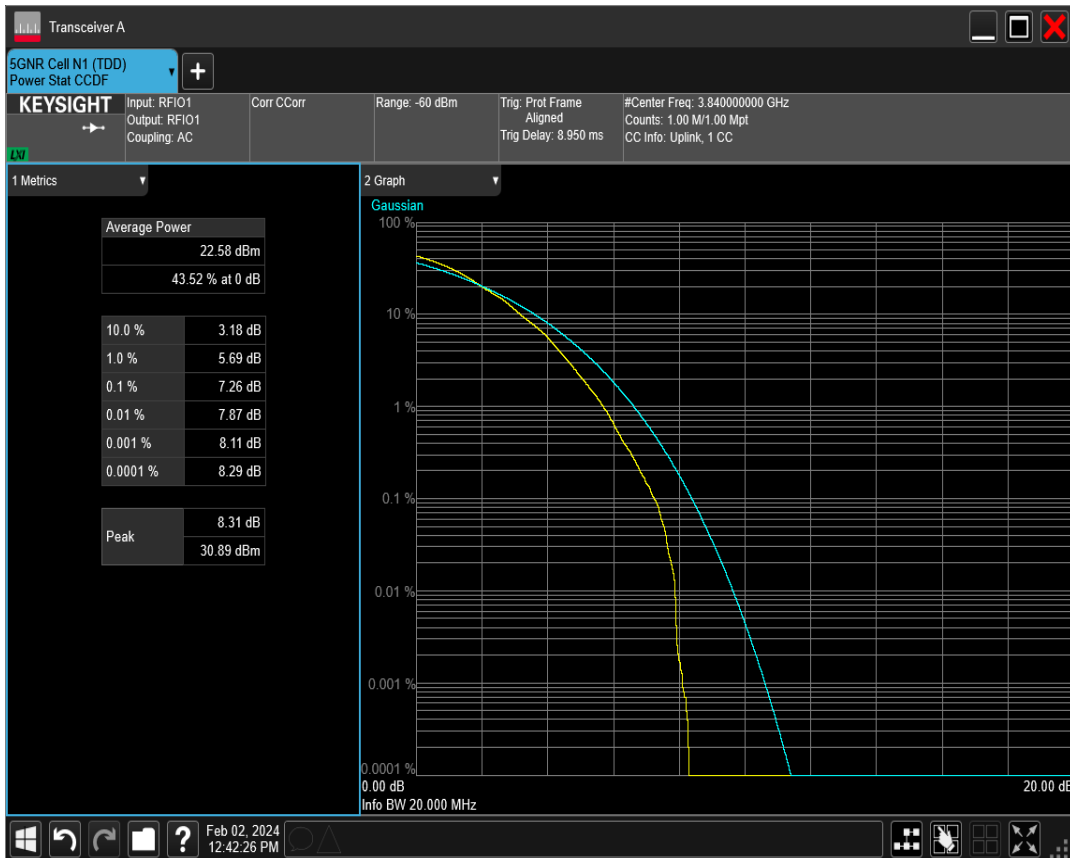 Transceiver A
5GNR Cell N1 (TDD)
Power Stat CCDF
KEYSIGHT
LXI
Input: RFIO1
Output: RFIO1
Coupling: AC
Corr CCorr
Range: -60 dBm
Trig: Prot Frame
Aligned
Trig Delay: 8.950 ms
#Center Freq: 3.840000000 GHz
Counts: 1.00 M/1.00 Mpt
CC Info: Uplink, 1 CC
1 Metrics
Average Power
22.58 dBm
43.52 % at 0 dB
10.0 % 3.18 dB
1.0 % 5.69 dB
0.1 % 7.26 dB
0.01 % 7.87 dB
0.001 % 8.11 dB
0.0001 % 8.29 dB
Peak
8.31 dB
30.89 dBm
2 Graph
Gaussian
100 %
10 %
1 %
0.1 %
0.01 %
0.001 %
0.0001 %
0.00 dB 20.00 dB
Info BW 20.000 MHz
?
Feb 02, 2024
12:42:26 PM